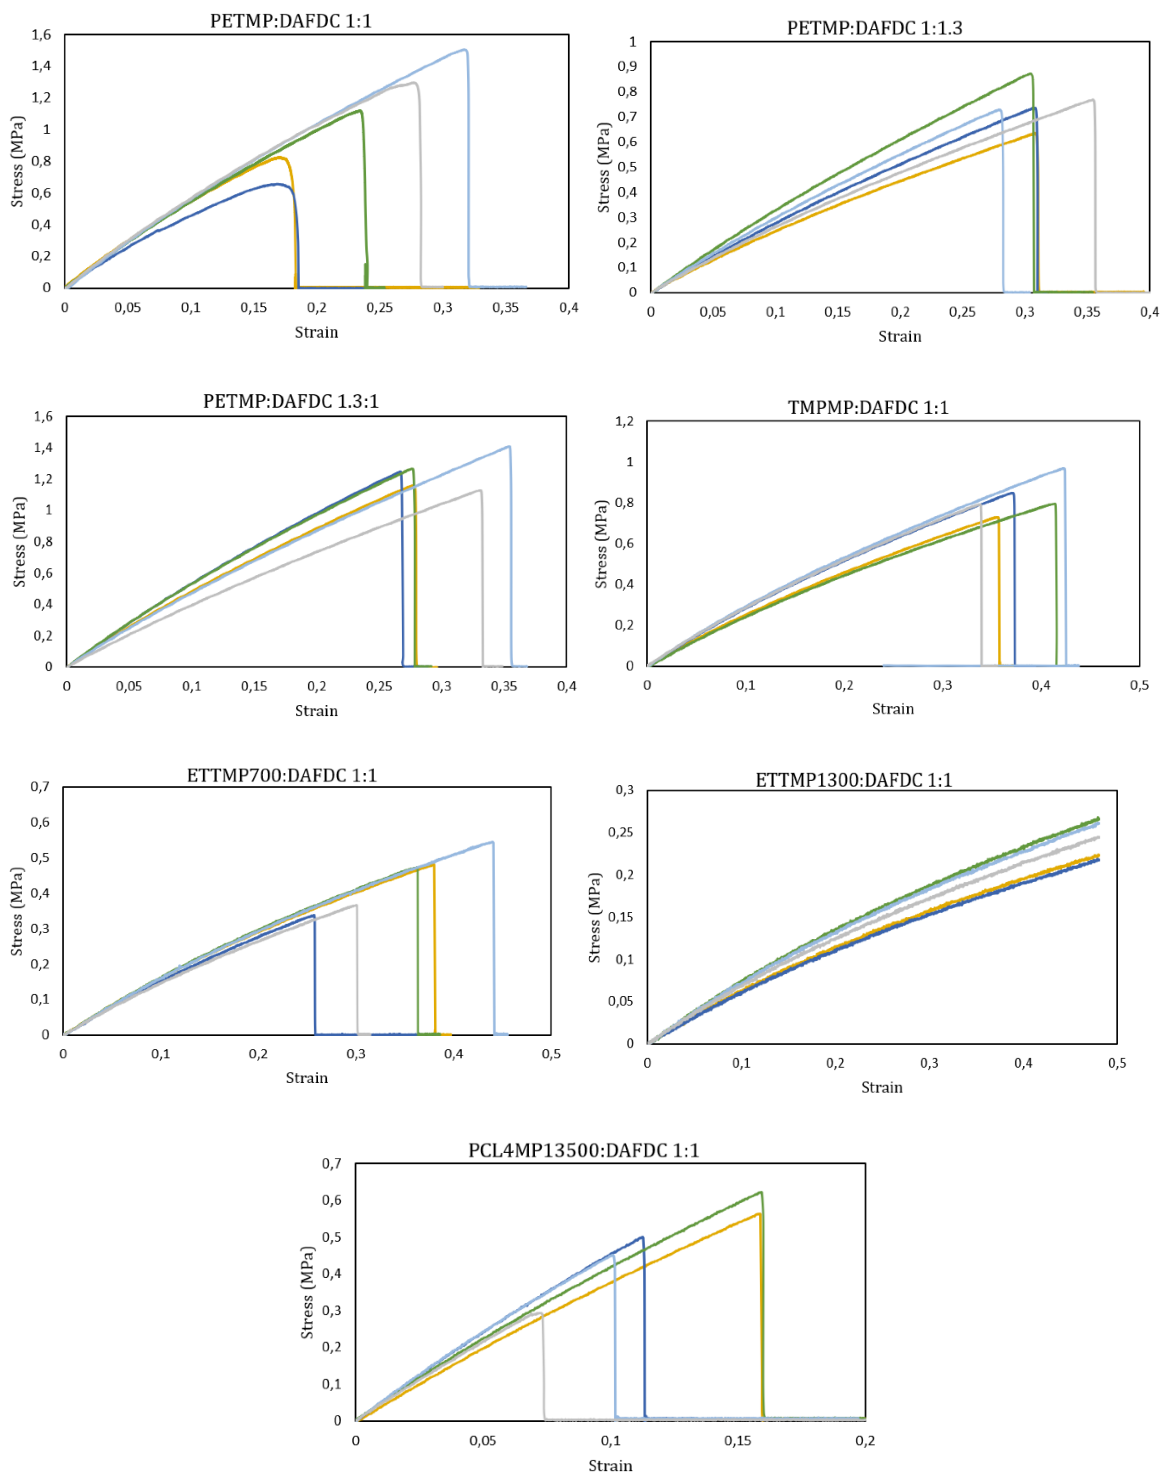 PETMP:DAFDC 1:1
1,6
1,4
1,2
1
0,8
0,6
0,4
0,2
0
Stress (MPa)
0 0,05 0,1 0,15 0,2 0,25 0,3 0,35 0,4
Strain
PETMP:DAFDC 1:1.3
1
0,9
0,8
0,7
0,6
0,5
0,4
0,3
0,2
0,1
0
Stress (MPa)
0 0,05 0,1 0,15 0,2 0,25 0,3 0,35 0,4
Strain
PETMP:DAFDC 1.3:1
1,6
1,4
1,2
1
0,8
0,6
0,4
0,2
0
Stress (MPa)
0 0,05 0,1 0,15 0,2 0,25 0,3 0,35 0,4
Strain
TMPMP:DAFDC 1:1
1,2
1
0,8
0,6
0,4
0,2
0
Stress (MPa)
0 0,1 0,2 0,3 0,4 0,5
Strain
ETTMP700:DAFDC 1:1
0,7
0,6
0,5
0,4
0,3
0,2
0,1
0
Stress (MPa)
0 0,1 0,2 0,3 0,4 0,5
Strain
ETTMP1300:DAFDC 1:1
0,3
0,25
0,2
0,15
0,1
0,05
0
Stress (MPa)
0 0,1 0,2 0,3 0,4 0,5
Strain
PCL4MP13500:DAFDC 1:1
0,7
0,6
0,5
0,4
0,3
0,2
0,1
0
Stress (MPa)
0 0,05 0,1 0,15 0,2
Strain